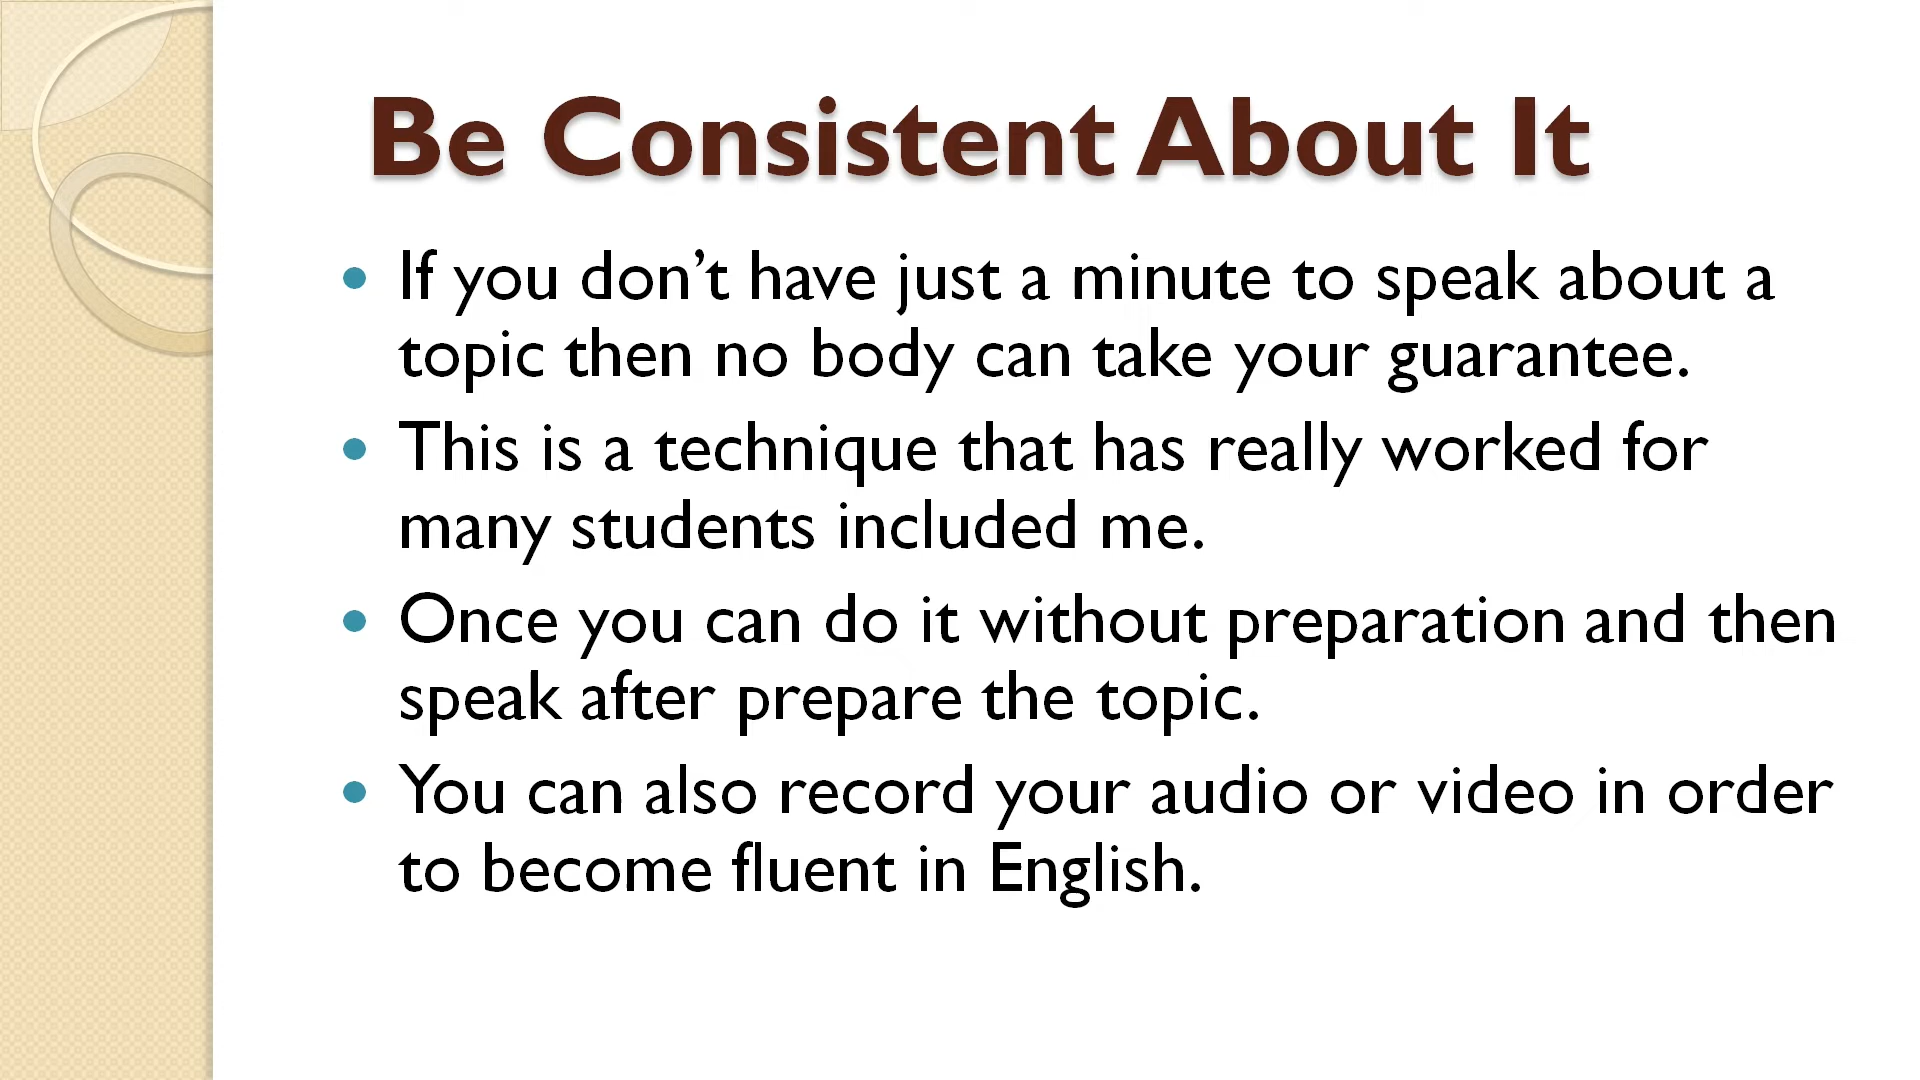 Be Consistent About It
If you don’t have just a minute to speak about a
topic then no body can take your guarantee.
This is a technique that has really worked for
many students included me.
Once you can do it without preparation and then
speak after prepare the topic.
You can also record your audio or video in order
to become fluent in English.